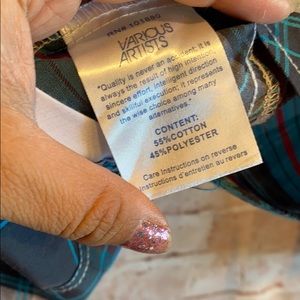 RN# 101690
VARIOUS
ARTISTS
"Quality is never an accident; it is
always the result of high intention,
sincere effort, intelligent direction
and skillful execution; it represents
the wise choice among many
alternatives."
CONTENT:
55%COTTON
45%POLYESTER
Care Instructions on reverse
Instructions d'entretien au revers